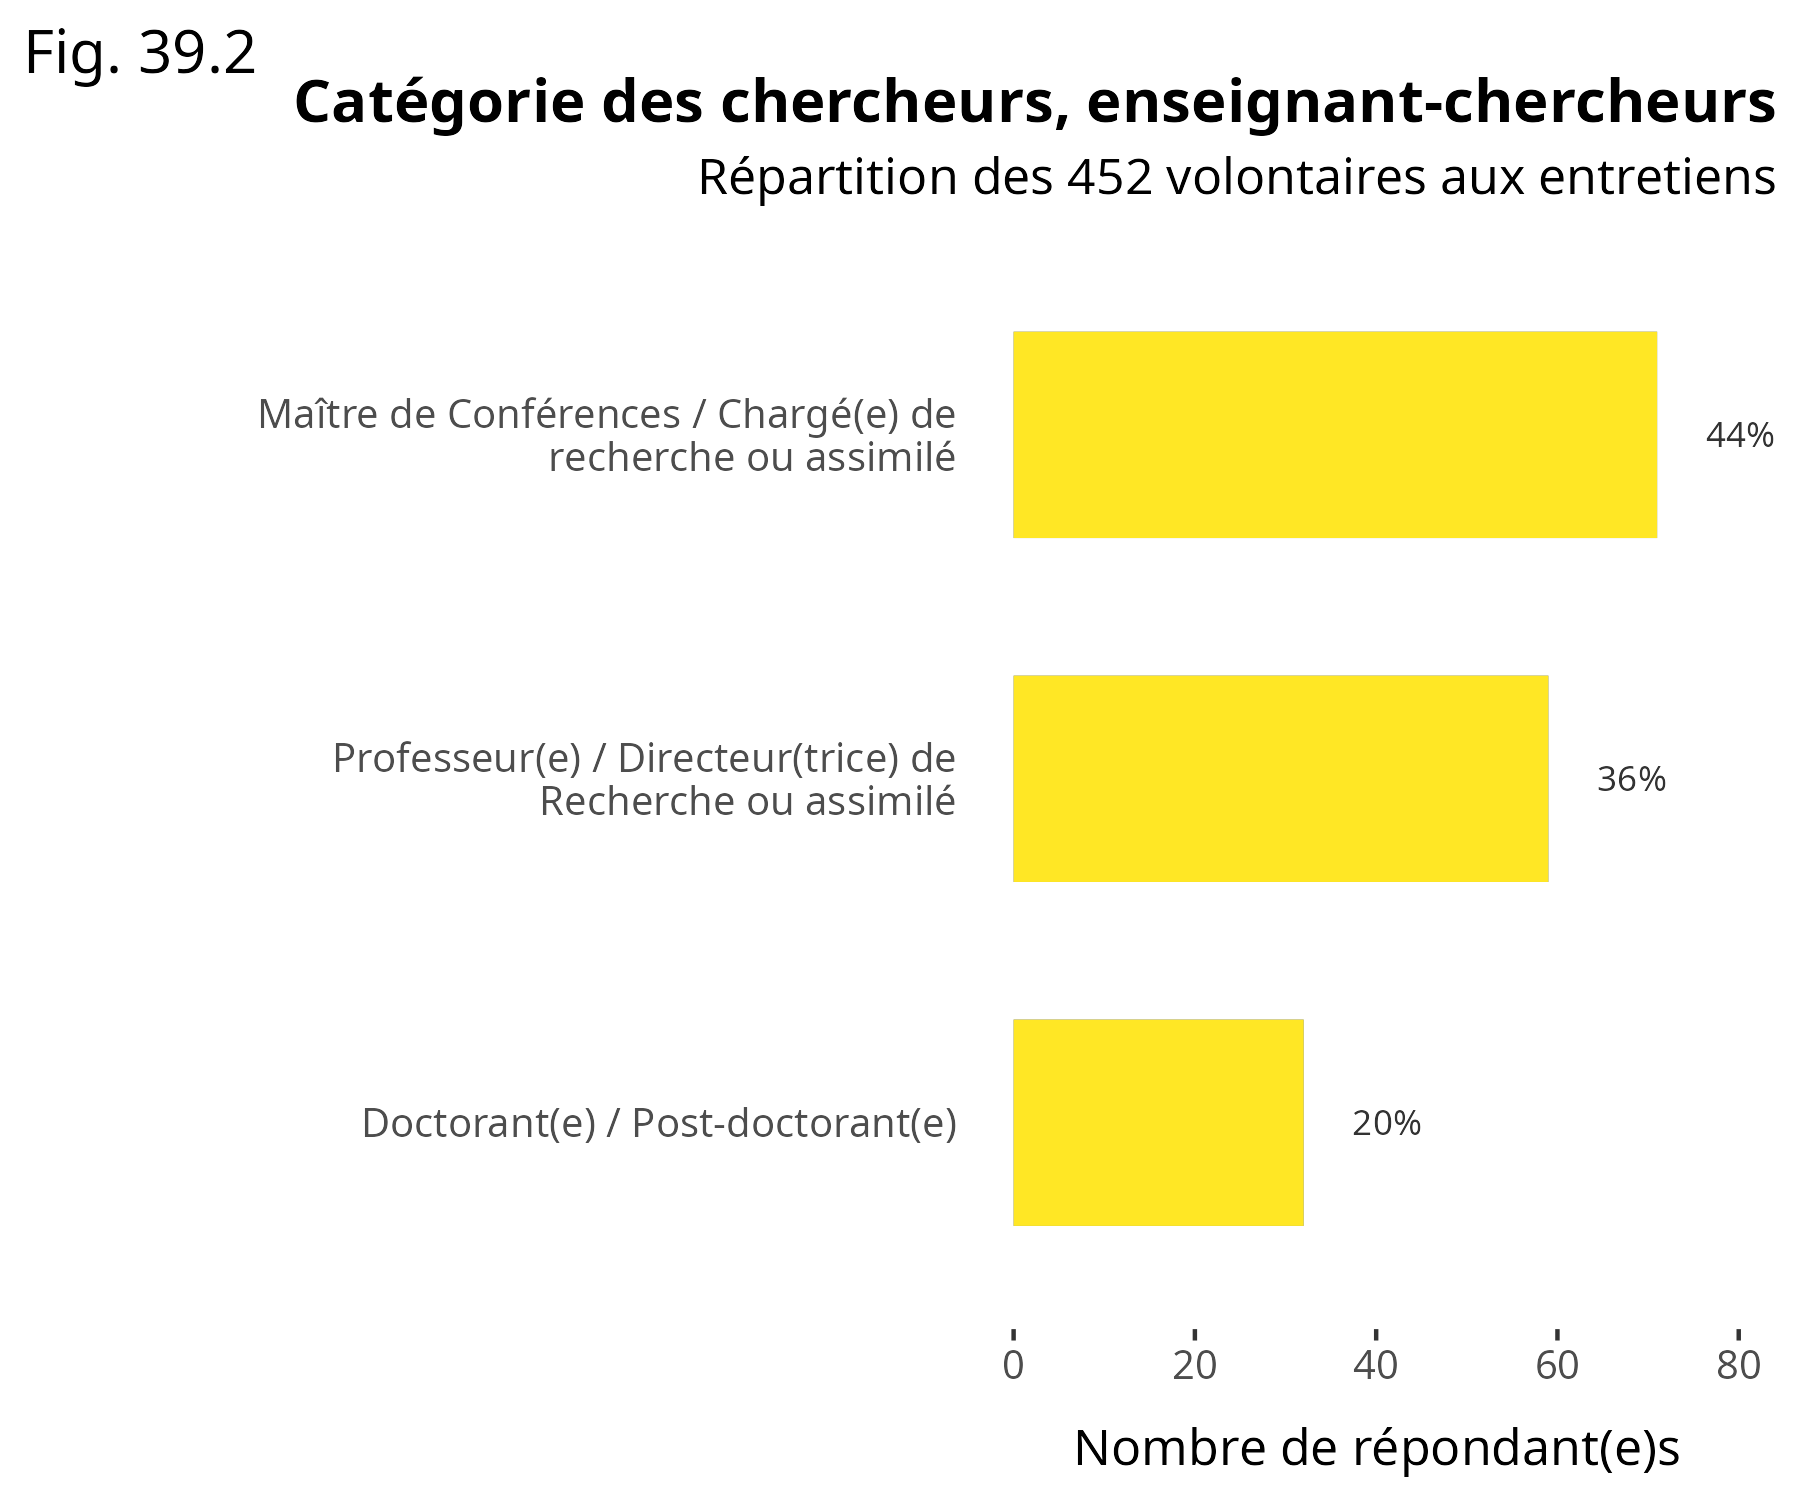 Fig. 39.2
Catégorie des chercheurs, enseignant-chercheurs
Répartition des 452 volontaires aux entretiens
Maître de Conférences / Chargé(e) de
recherche ou assimilé
44%
Professeur(e) / Directeur(trice) de
Recherche ou assimilé
36%
Doctorant(e) / Post-doctorant(e)
20%
0 20 40 60 80
Nombre de répondant(e)s